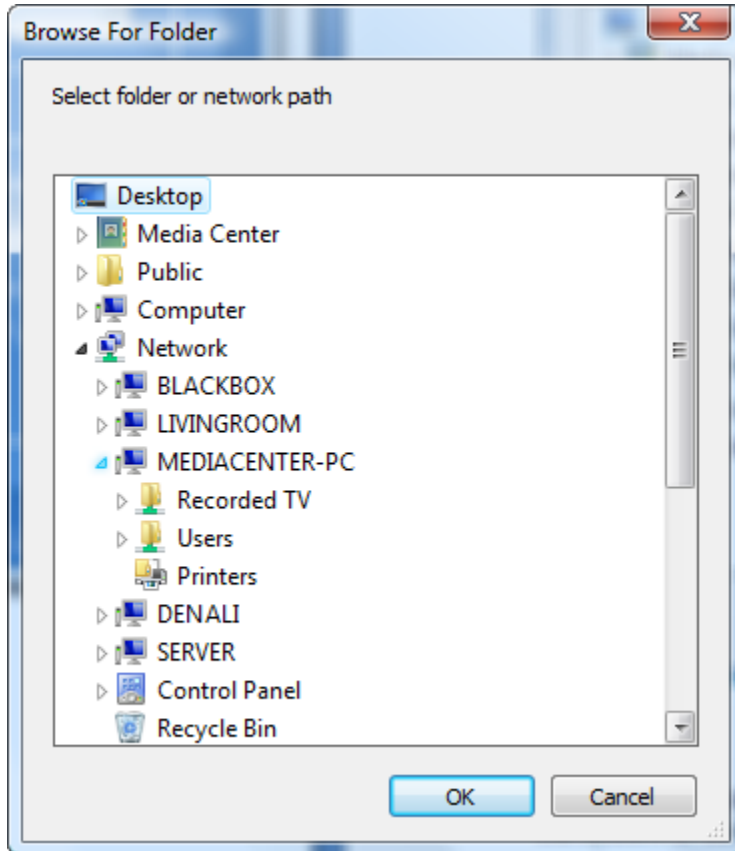 Browse For Folder
Select folder or network path
Desktop
Media Center
Public
Computer
Network
BLACKBOX
LIVINGROOM
MEDIACENTER-PC
Recorded TV
Users
Printers
DENALI
SERVER
Control Panel
Recycle Bin
OK Cancel